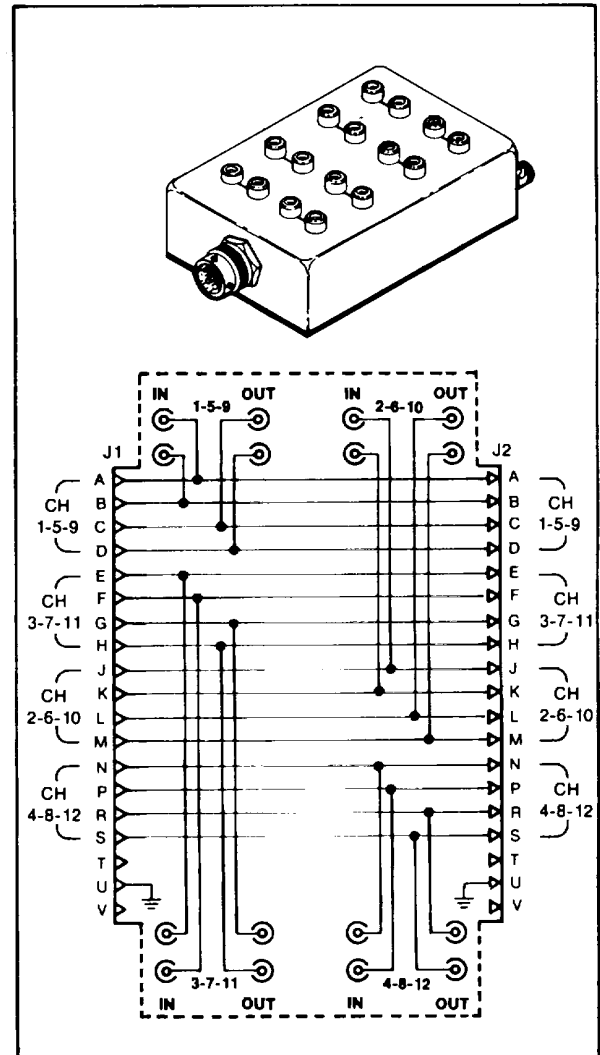 IN 1-5-9 OUT IN 2-6-10 OUT
J1 J2
A A
B B
CH 1-5-9 CH 1-5-9
C C
D D
E E
F F
CH 3-7-11 CH 3-7-11
G G
H H
J J
K K
CH 2-6-10 CH 2-6-10
L L
M M
N N
P P
CH 4-8-12 CH 4-8-12
R R
S S
T T
U U
V V
3-7-11 4-8-12
IN OUT IN OUT